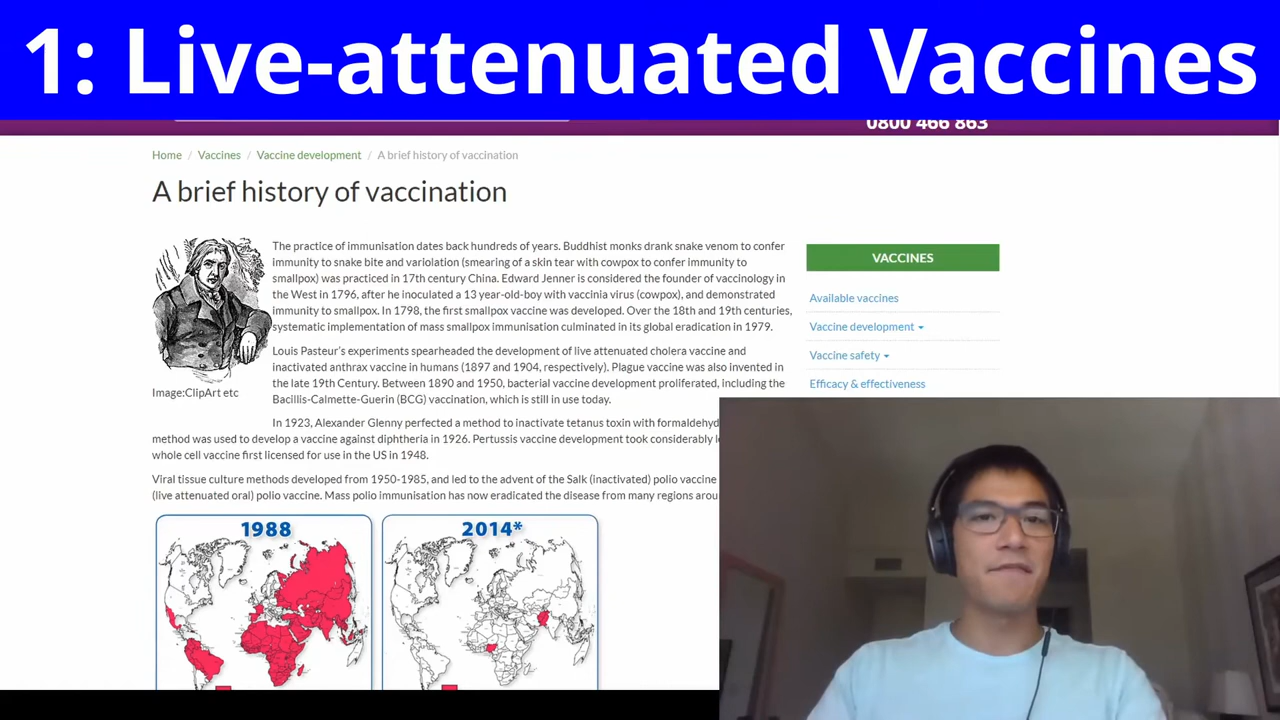 1: Live-attenuated Vaccines
0800 466 863
Home / Vaccines / Vaccine development / A brief history of vaccination
A brief history of vaccination
The practice of immunisation dates back hundreds of years. Buddhist monks drank snake venom to confer
immunity to snake bite and variolation (smearing of a skin tear with cowpox to confer immunity to
smallpox) was practiced in 17th century China. Edward Jenner is considered the founder of vaccinology in
the West in 1796, after he inoculated a 13 year-old-boy with vaccinia virus (cowpox), and demonstrated
immunity to smallpox. In 1798, the first smallpox vaccine was developed. Over the 18th and 19th centuries,
systematic implementation of mass smallpox immunisation culminated in its global eradication in 1979.
Louis Pasteur's experiments spearheaded the development of live attenuated cholera vaccine and
inactivated anthrax vaccine in humans (1897 and 1904, respectively). Plague vaccine was also invented in
the late 19th Century. Between 1890 and 1950, bacterial vaccine development proliferated, including the
Bacillis-Calmette-Guerin (BCG) vaccination, which is still in use today.
Image:ClipArt etc
In 1923, Alexander Glenny perfected a method to inactivate tetanus toxin with formaldehyd
method was used to develop a vaccine against diphtheria in 1926. Pertussis vaccine development took considerably
whole cell vaccine first licensed for use in the US in 1948.
Viral tissue culture methods developed from 1950-1985, and led to the advent of the Salk (inactivated) polio vaccine
(live attenuated oral) polio vaccine. Mass polio immunisation has now eradicated the disease from many regions arou
1988
2014*
VACCINES
Available vaccines
Vaccine development
Vaccine safety
Efficacy & effectiveness